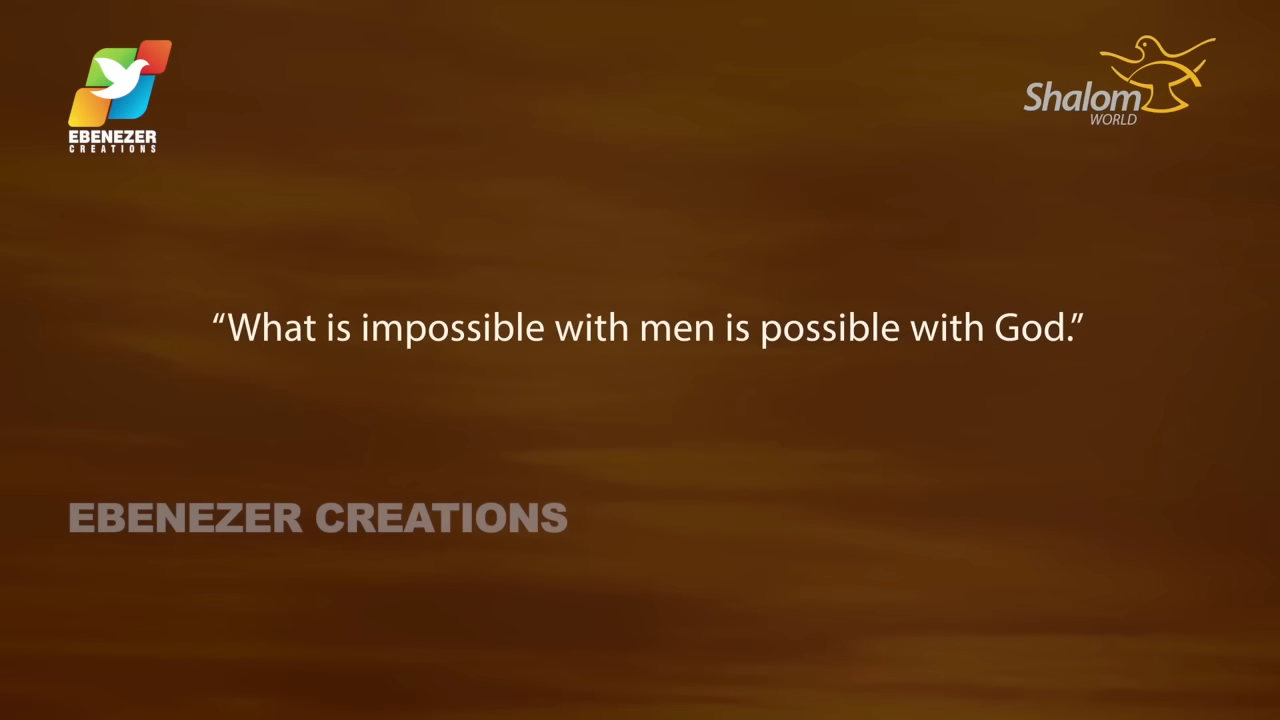 EBENEZER
CREATIONS
Shalom
WORLD
“What is impossible with men is possible with God.”
EBENEZER CREATIONS